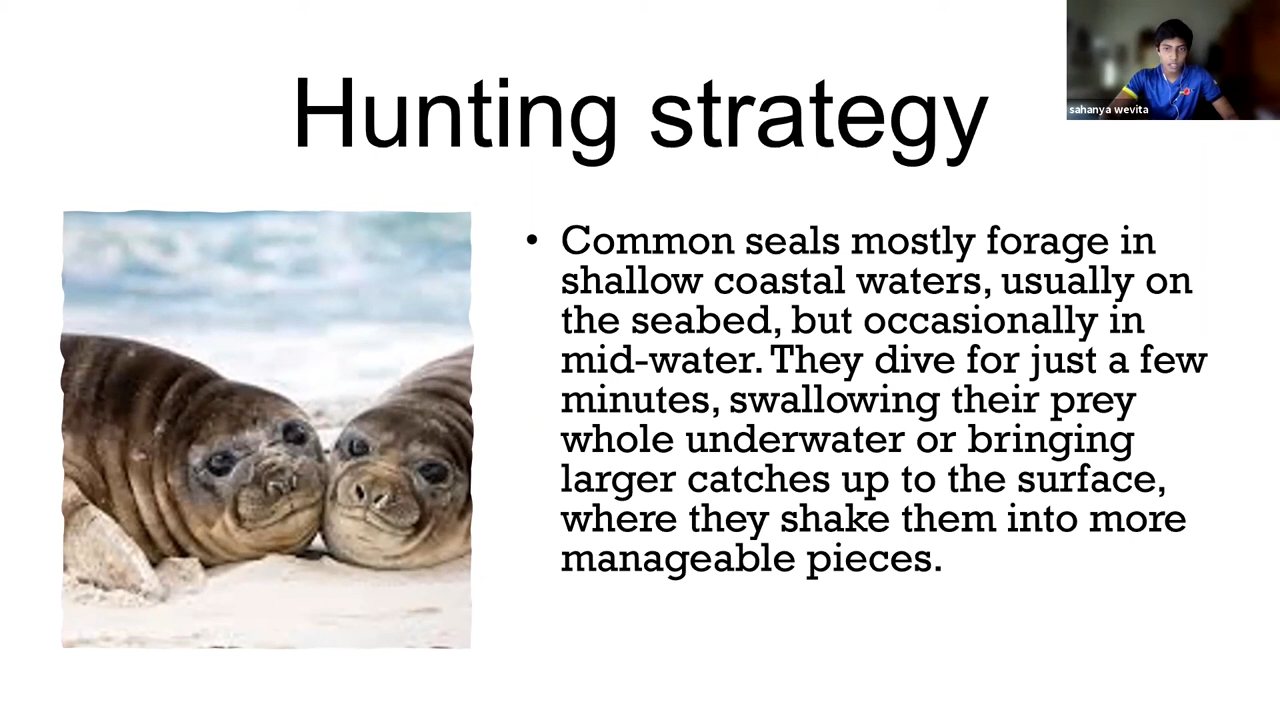 Hunting strategy
sahanya wevita
• Common seals mostly forage in
shallow coastal waters, usually on
the seabed, but occasionally in
mid-water. They dive for just a few
minutes, swallowing their prey
whole underwater or bringing
larger catches up to the surface,
where they shake them into more
manageable pieces.